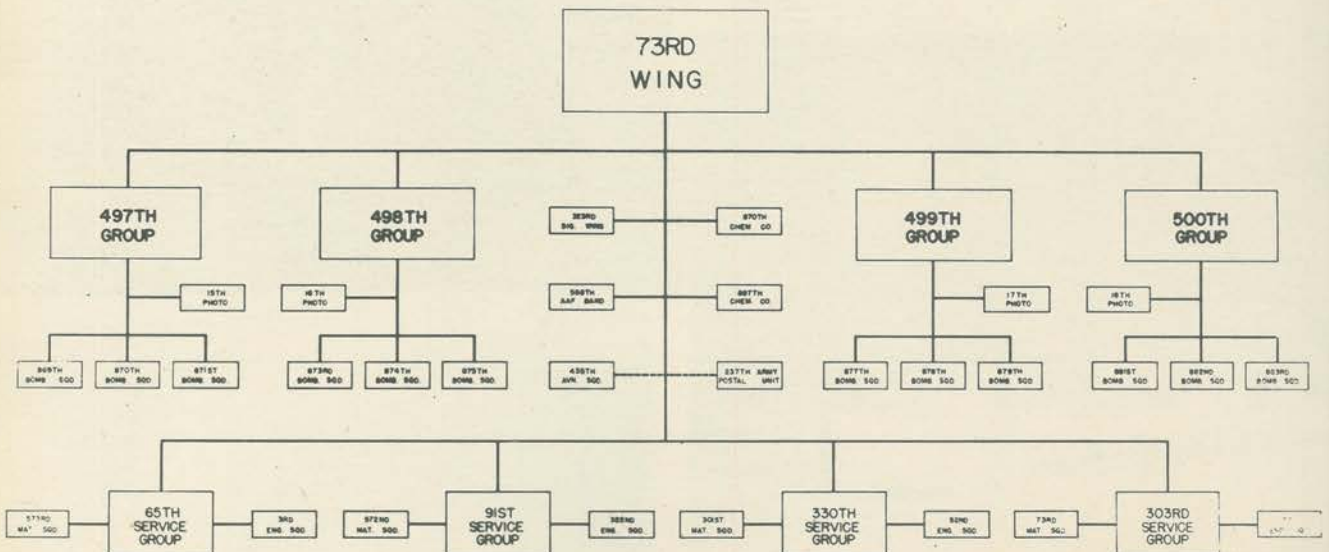 73RD
WING
497TH
GROUP
498TH
GROUP
499TH
GROUP
500TH
GROUP
323RD
SIG. WING
870TH
CHEM CO
15TH
PHOTO
16TH
PHOTO
AAF BAND
887TH
CHEM CO
17TH
PHOTO
PHOTO
869TH
BOMB SQD
870TH
BOMB SQD
871ST
BOMB SQD
873RD
BOMB. SQD
874TH
BOMB. SQD
875TH
BOMB. SQD
AVN. SQD
237TH ARMY
POSTAL UNIT
877TH
BOMB SQD
878TH
BOMB SQD
879TH
BOMB SQD
881ST
BOMB SQD
882ND
BOMB SQD
883RD
BOMB SQD
573RD
MAT. SQD
65TH
SERVICE
GROUP
3RD
ENG. SQD
572ND
MAT. SQD
91ST
SERVICE
GROUP
ENG. SQD
301ST
MAT. SQD
330TH
SERVICE
GROUP
52ND
ENG SQD
73RD
MAT SQD
303RD
SERVICE
GROUP